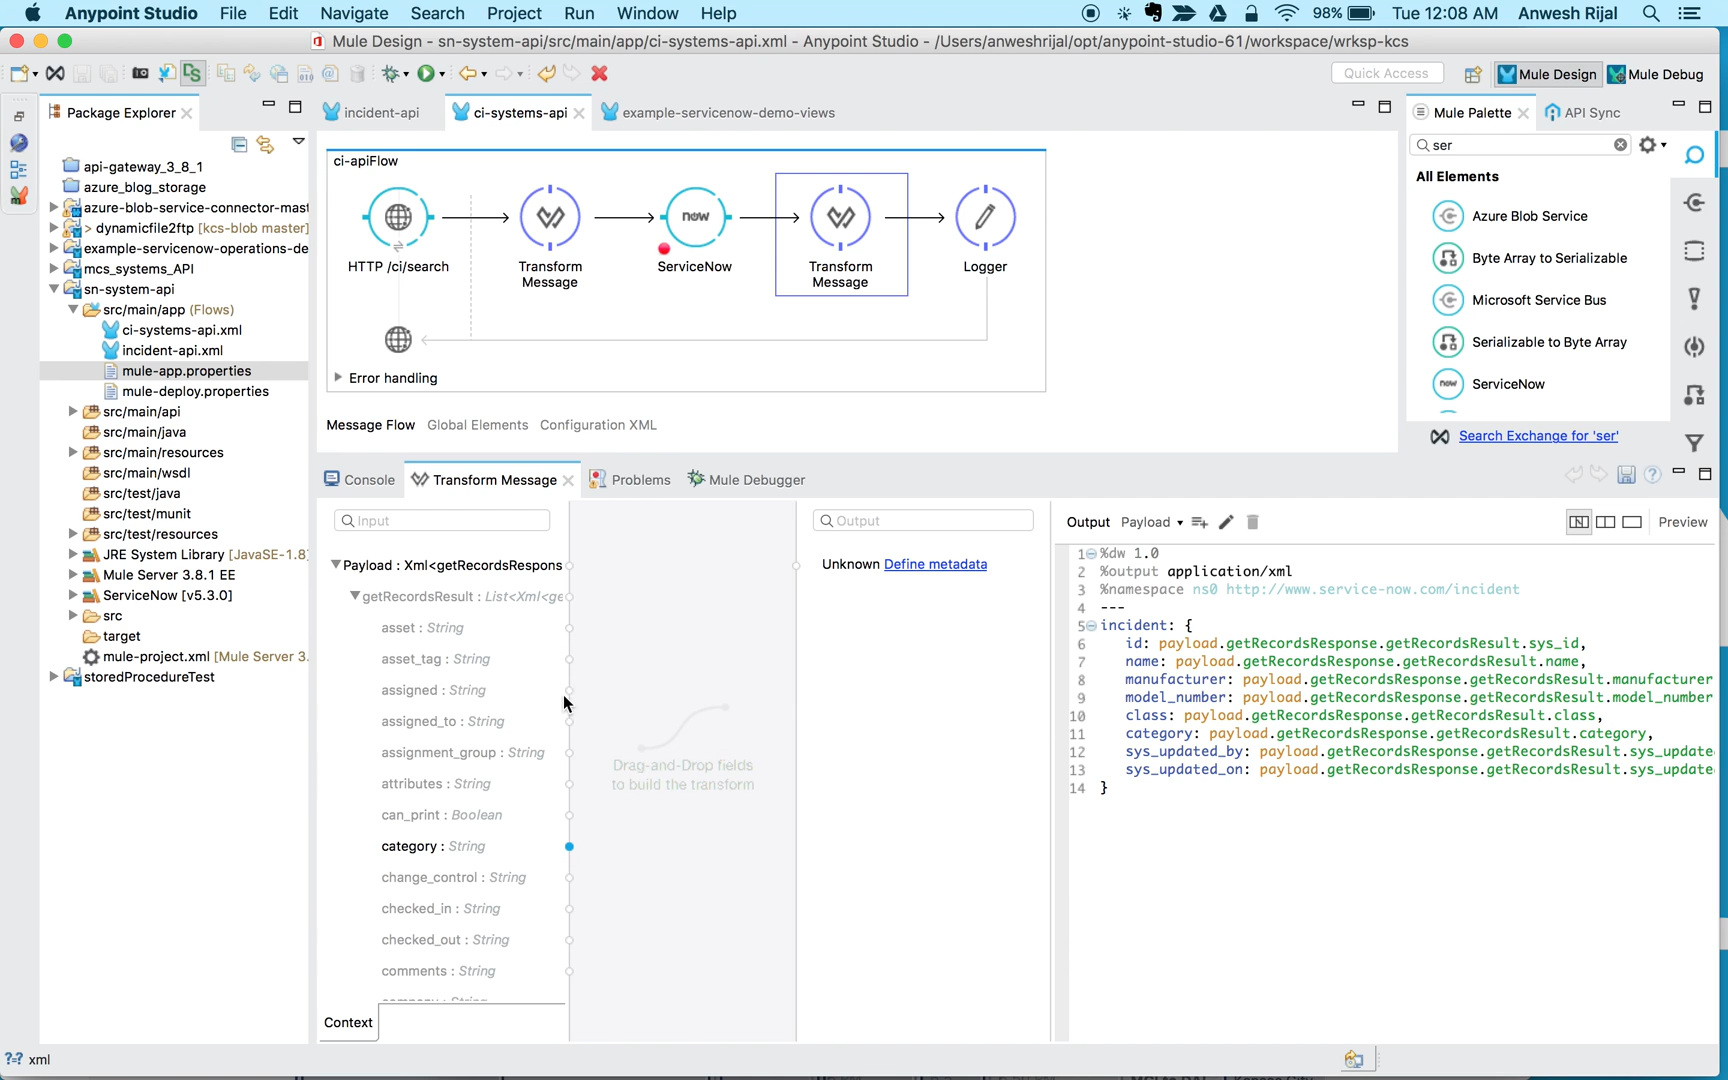 Anypoint Studio File Edit Navigate Search Project Run Window Help 98% Tue 12:08 AM Anwesh Rijal
Mule Design - sn-system-api/src/main/app/ci-systems-api.xml - Anypoint Studio - /Users/anweshrijal/opt/anypoint-studio-61/workspace/wrksp-kcs
Quick Access Mule Design Mule Debug
Package Explorer
api-gateway_3_8_1
azure_blog_storage
azure-blob-service-connector-mast
> dynamicfile2ftp [kcs-blob master]
example-servicenow-operations-de
mcs_systems_API
sn-system-api
src/main/app (Flows)
ci-systems-api.xml
incident-api.xml
mule-app.properties
mule-deploy.properties
src/main/api
src/main/java
src/main/resources
src/main/wsdl
src/test/java
src/test/munit
src/test/resources
JRE System Library [JavaSE-1.8]
Mule Server 3.8.1 EE
ServiceNow [v5.3.0]
src
target
mule-project.xml [Mule Server 3.
storedProcedureTest
incident-api ci-systems-api example-servicenow-demo-views
ci-apiFlow
now
HTTP /ci/search
Transform
Message
ServiceNow
Transform
Message
Logger
Error handling
Message Flow Global Elements Configuration XML
Mule Palette API Sync
ser
All Elements
Azure Blob Service
Byte Array to Serializable
Microsoft Service Bus
Serializable to Byte Array
now ServiceNow
Search Exchange for 'ser'
Console Transform Message Problems Mule Debugger
Input
Payload : Xml<getRecordsRespons
getRecordsResult : List<Xml<ge
asset : String
asset_tag : String
assigned : String
assigned_to : String
assignment_group : String
attributes : String
can_print : Boolean
category : String
change_control : String
checked_in : String
checked_out : String
comments : String
Context
Drag-and-Drop fields
to build the transform
Output
Unknown Define metadata
Output Payload Preview
1 %dw 1.0
2 %output application/xml
3 %namespace ns0 http://www.service-now.com/incident
4 ---
5 incident: {
6 id: payload.getRecordsResponse.getRecordsResult.sys_id,
7 name: payload.getRecordsResponse.getRecordsResult.name,
8 manufacturer: payload.getRecordsResponse.getRecordsResult.manufacturer
9 model_number: payload.getRecordsResponse.getRecordsResult.model_number
10 class: payload.getRecordsResponse.getRecordsResult.class,
11 category: payload.getRecordsResponse.getRecordsResult.category,
12 sys_updated_by: payload.getRecordsResponse.getRecordsResult.sys_update
13 sys_updated_on: payload.getRecordsResponse.getRecordsResult.sys_update
14 }
xml